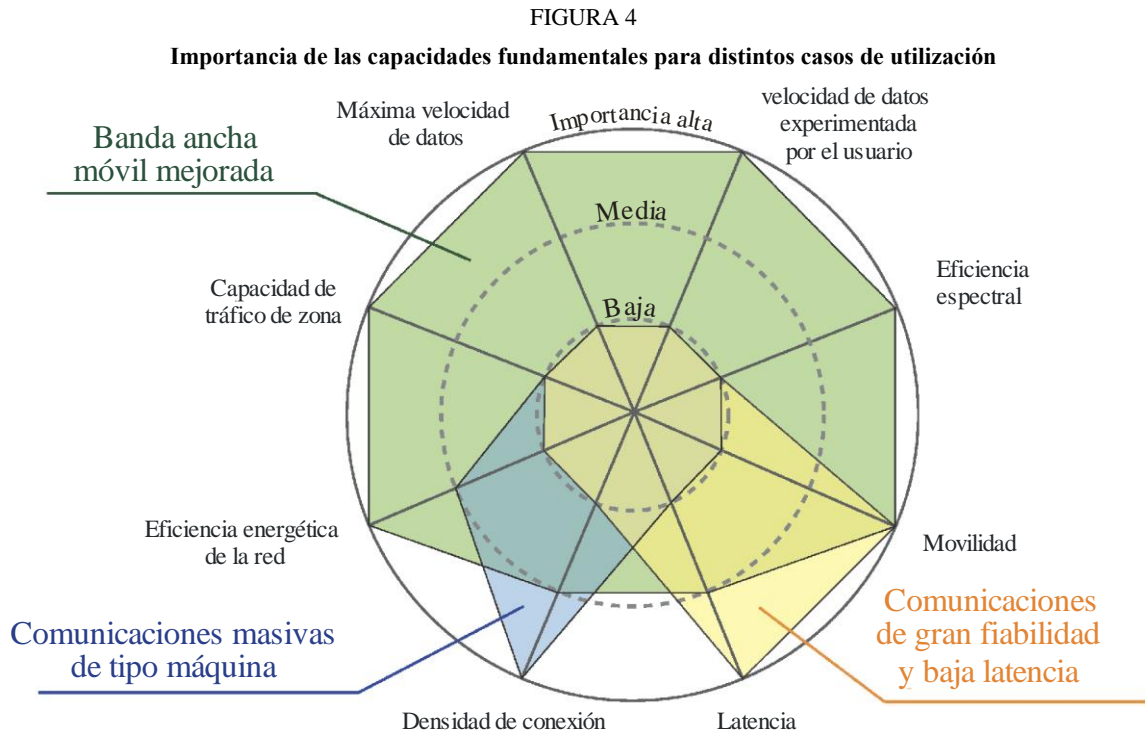 FIGURA 4
Importancia de las capacidades fundamentales para distintos casos de utilización
Máxima velocidad
de datos
Importancia alta
velocidad de datos
experimentada
por el usuario
Banda ancha
móvil mejorada
Media
Capacidad de
tráfico de zona
Baja
Eficiencia
espectral
Eficiencia energética
de la red
Movilidad
Comunicaciones masivas
de tipo máquina
Comunicaciones
de gran fiabilidad
y baja latencia
Densidad de conexión
Latencia